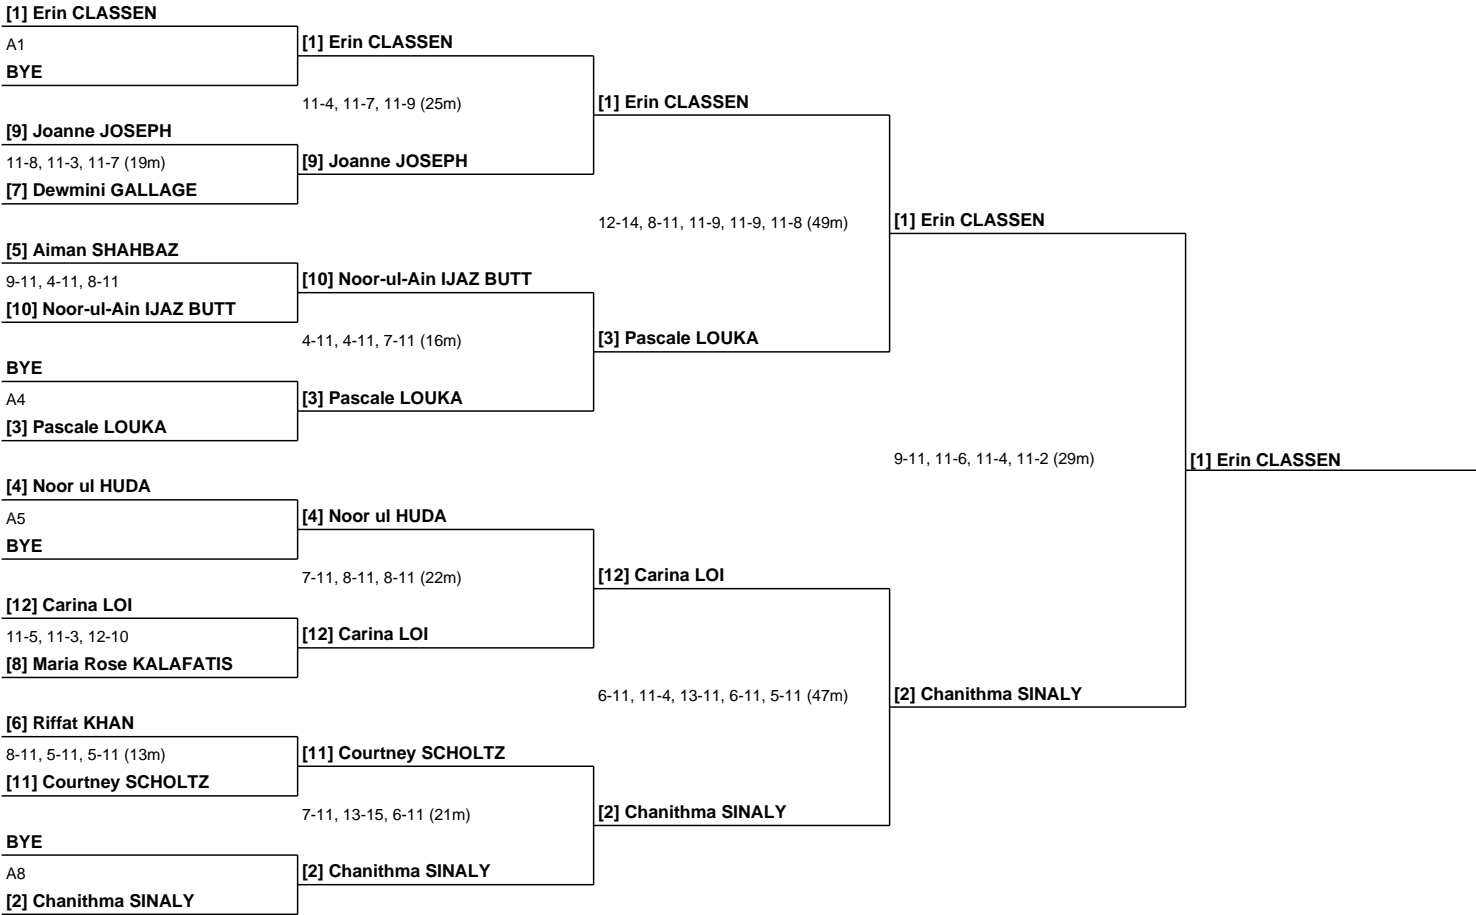 [1] Erin CLASSEN
A1
BYE
[9] Joanne JOSEPH
11-8, 11-3, 11-7 (19m)
[7] Dewmini GALLAGE
[5] Aiman SHAHBAZ
9-11, 4-11, 8-11
[10] Noor-ul-Ain IJAZ BUTT
BYE
A4
[3] Pascale LOUKA
[4] Noor ul HUDA
A5
BYE
[12] Carina LOI
11-5, 11-3, 12-10
[8] Maria Rose KALAFATIS
[6] Riffat KHAN
8-11, 5-11, 5-11 (13m)
[11] Courtney SCHOLTZ
BYE
A8
[2] Chanithma SINALY
[1] Erin CLASSEN
11-4, 11-7, 11-9 (25m)
[9] Joanne JOSEPH
[10] Noor-ul-Ain IJAZ BUTT
4-11, 4-11, 7-11 (16m)
[3] Pascale LOUKA
[4] Noor ul HUDA
7-11, 8-11, 8-11 (22m)
[12] Carina LOI
[11] Courtney SCHOLTZ
7-11, 13-15, 6-11 (21m)
[2] Chanithma SINALY
[1] Erin CLASSEN
12-14, 8-11, 11-9, 11-9, 11-8 (49m)
[3] Pascale LOUKA
[12] Carina LOI
6-11, 11-4, 13-11, 6-11, 5-11 (47m)
[2] Chanithma SINALY
[1] Erin CLASSEN
9-11, 11-6, 11-4, 11-2 (29m)
[2] Chanithma SINALY
[1] Erin CLASSEN